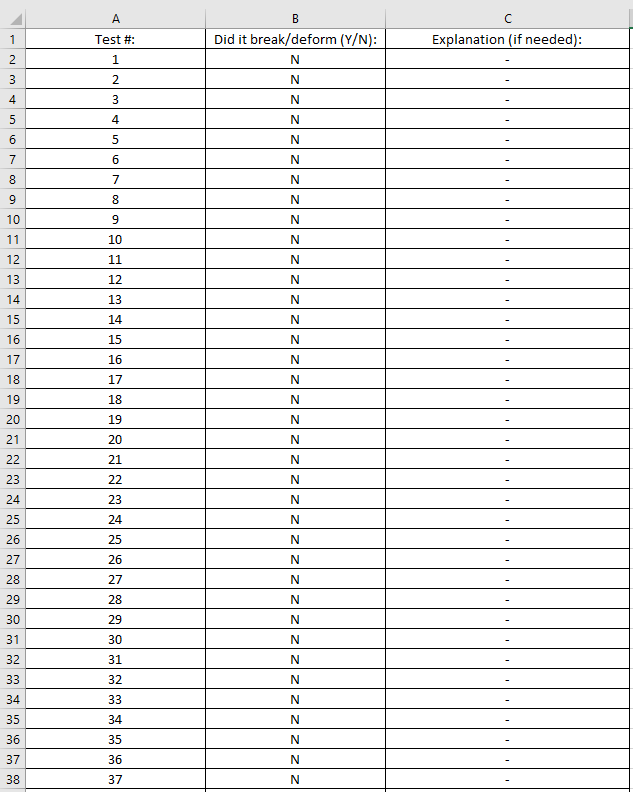 A B C
1 Test #: Did it break/deform (Y/N): Explanation (if needed):
2 1 N -
3 2 N -
4 3 N -
5 4 N -
6 5 N -
7 6 N -
8 7 N -
9 8 N -
10 9 N -
11 10 N -
12 11 N -
13 12 N -
14 13 N -
15 14 N -
16 15 N -
17 16 N -
18 17 N -
19 18 N -
20 19 N -
21 20 N -
22 21 N -
23 22 N -
24 23 N -
25 24 N -
26 25 N -
27 26 N -
28 27 N -
29 28 N -
30 29 N -
31 30 N -
32 31 N -
33 32 N -
34 33 N -
35 34 N -
36 35 N -
37 36 N -
38 37 N -